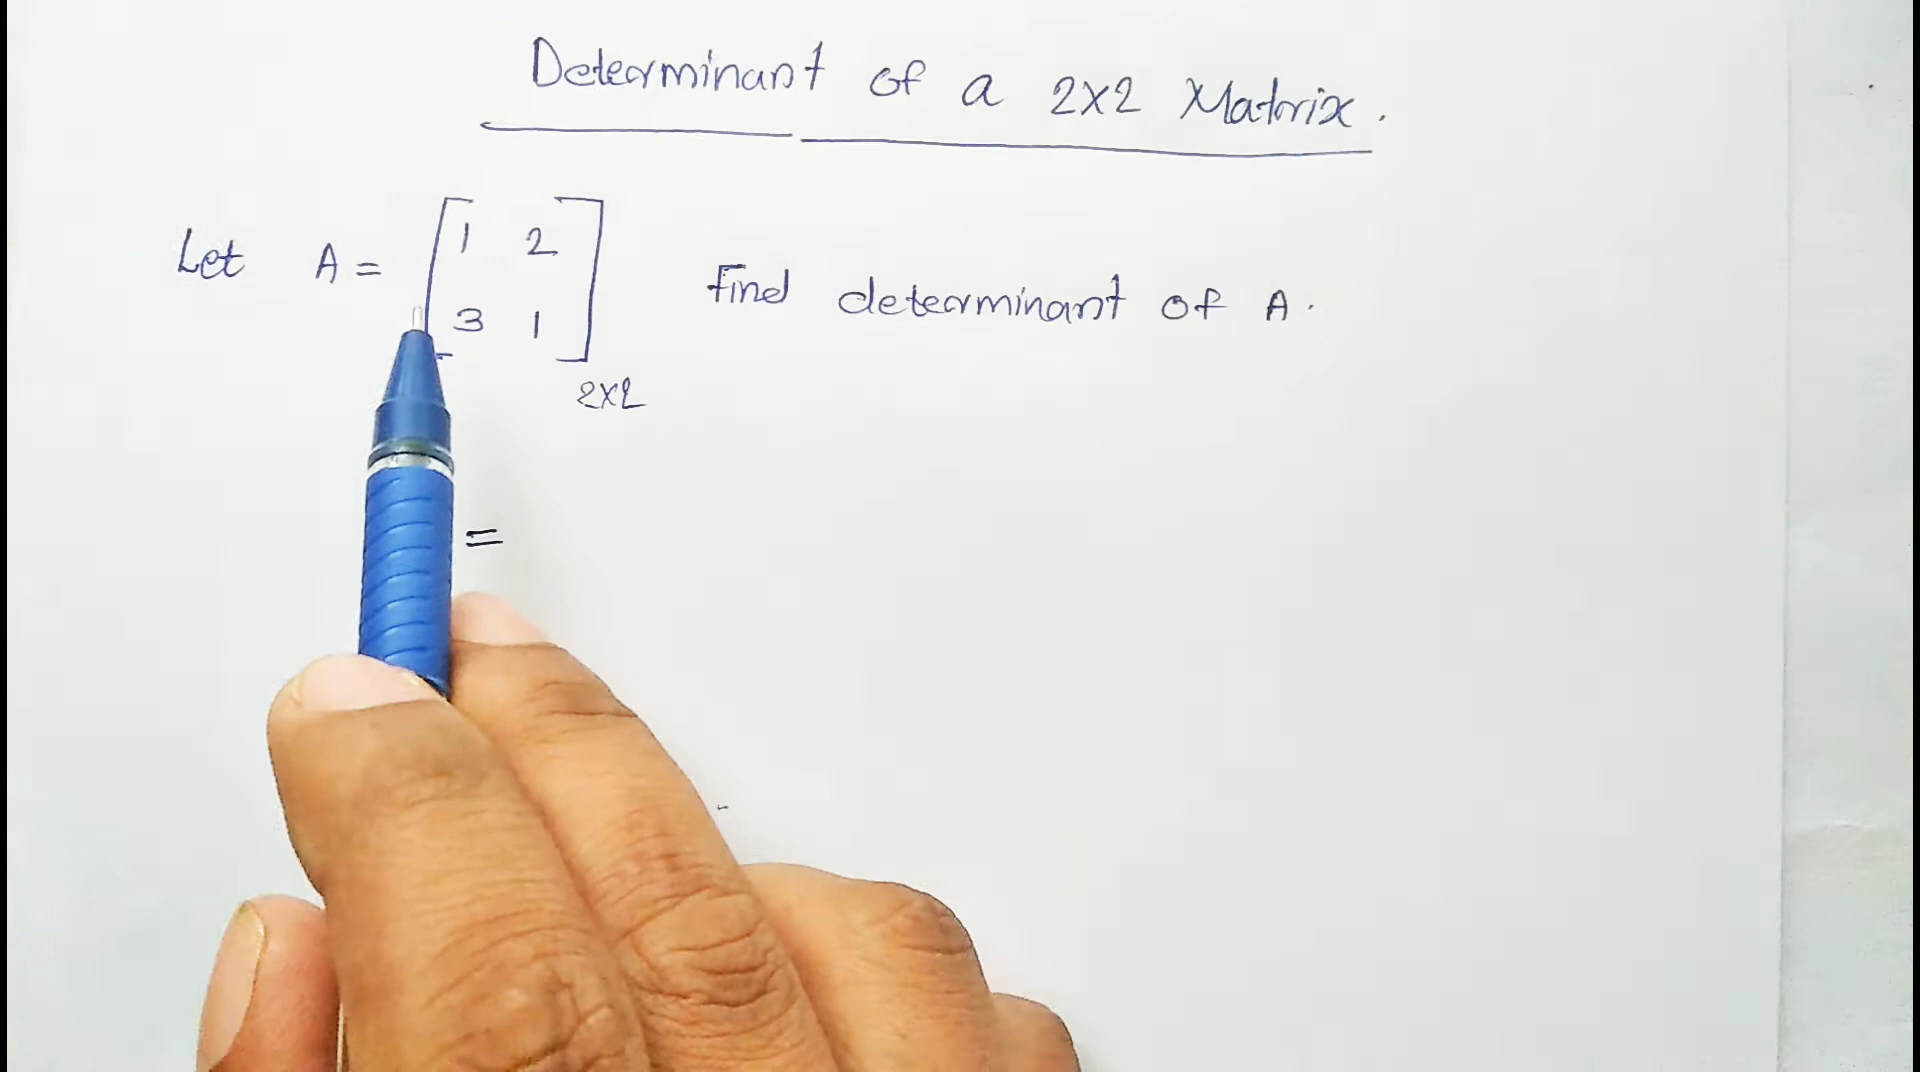 Determinant of a 2x2 Matrix.
Let A = [1 2
3 1] 2x2 Find determinant of A.
=